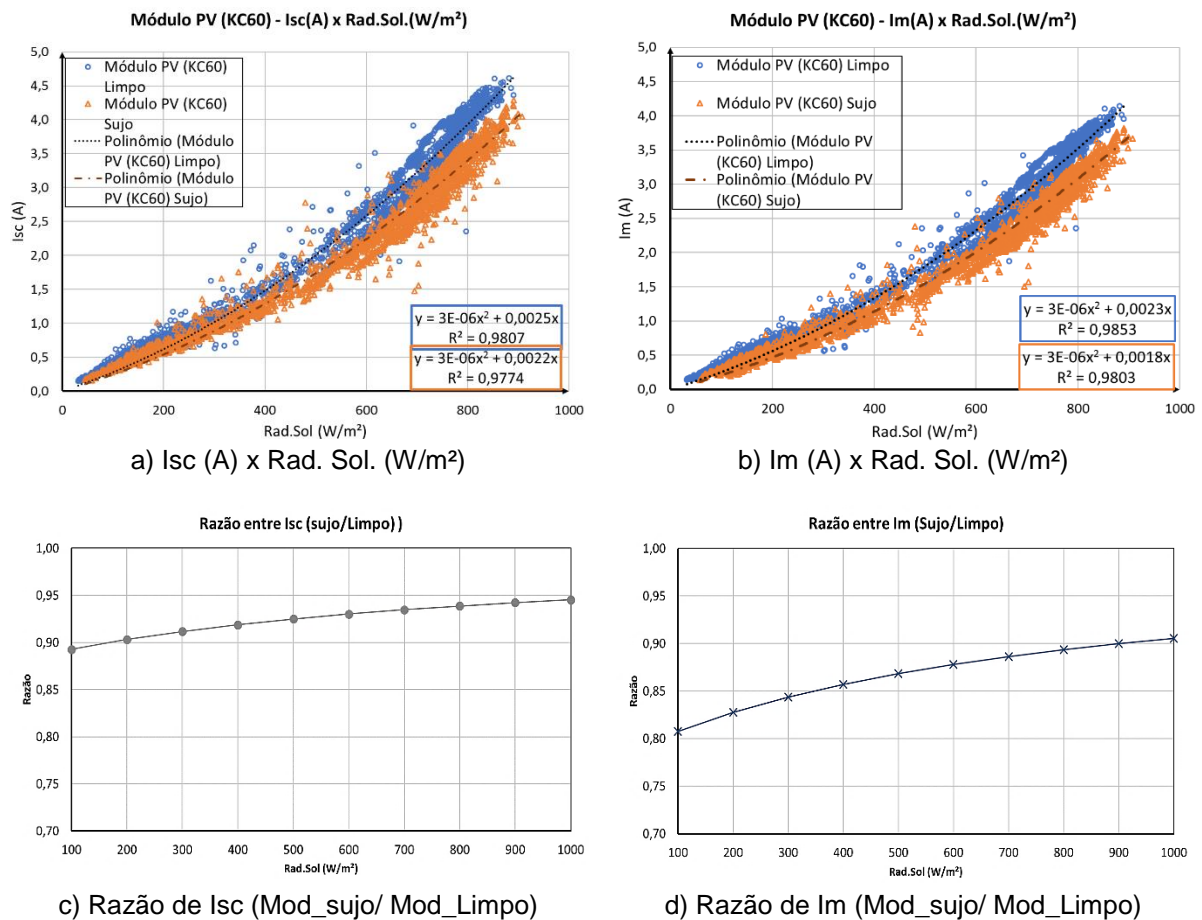 Módulo PV (KC60) - Isc(A) x Rad.Sol.(W/m²)
5,0
4,5
4,0
3,5
3,0
2,5
2,0
1,5
1,0
0,5
0,0
Isc (A)
Módulo PV (KC60)
Limpo
Módulo PV (KC60)
Sujo
Polinômio (Módulo
PV (KC60) Limpo)
Polinômio (Módulo
PV (KC60) Sujo)
y = 3E-06x² + 0,0025x
R² = 0,9807
y = 3E-06x² + 0,0022x
R² = 0,9774
0 200 400 600 800 1000
Rad.Sol (W/m²)
a) Isc (A) x Rad. Sol. (W/m²)
Módulo PV (KC60) - Im(A) x Rad.Sol.(W/m²)
5,0
4,5
4,0
3,5
3,0
2,5
2,0
1,5
1,0
0,5
0,0
Im (A)
Módulo PV (KC60) Limpo
Módulo PV (KC60) Sujo
Polinômio (Módulo PV
(KC60) Limpo)
Polinômio (Módulo PV
(KC60) Sujo)
y = 3E-06x² + 0,0023x
R² = 0,9853
y = 3E-06x² + 0,0018x
R² = 0,9803
0 200 400 600 800 1000
Rad.Sol (W/m²)
b) Im (A) x Rad. Sol. (W/m²)
Razão entre Isc (sujo/Limpo) )
1,00
0,95
0,90
0,85
0,80
0,75
0,70
Razão
100 200 300 400 500 600 700 800 900 1000
Rad.Sol (W/m²)
c) Razão de Isc (Mod_sujo/ Mod_Limpo)
Razão entre Im (Sujo/Limpo)
1,00
0,95
0,90
0,85
0,80
0,75
0,70
Razão
100 200 300 400 500 600 700 800 900 1000
Rad.Sol (W/m²)
d) Razão de Im (Mod_sujo/ Mod_Limpo)